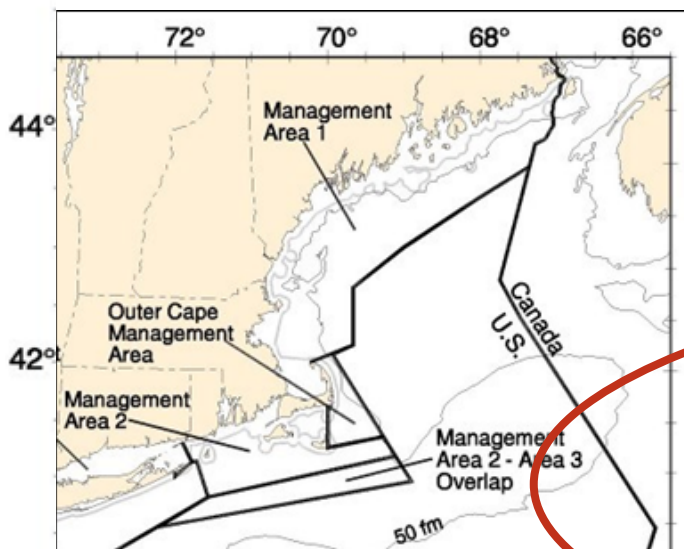 72° 70° 68° 66°
Management
Area 1
44°
Canada
U.S.
Outer Cape
Management
Area
42°
Management
Area 2
Management
Area 2 - Area 3
Overlap
50 fm